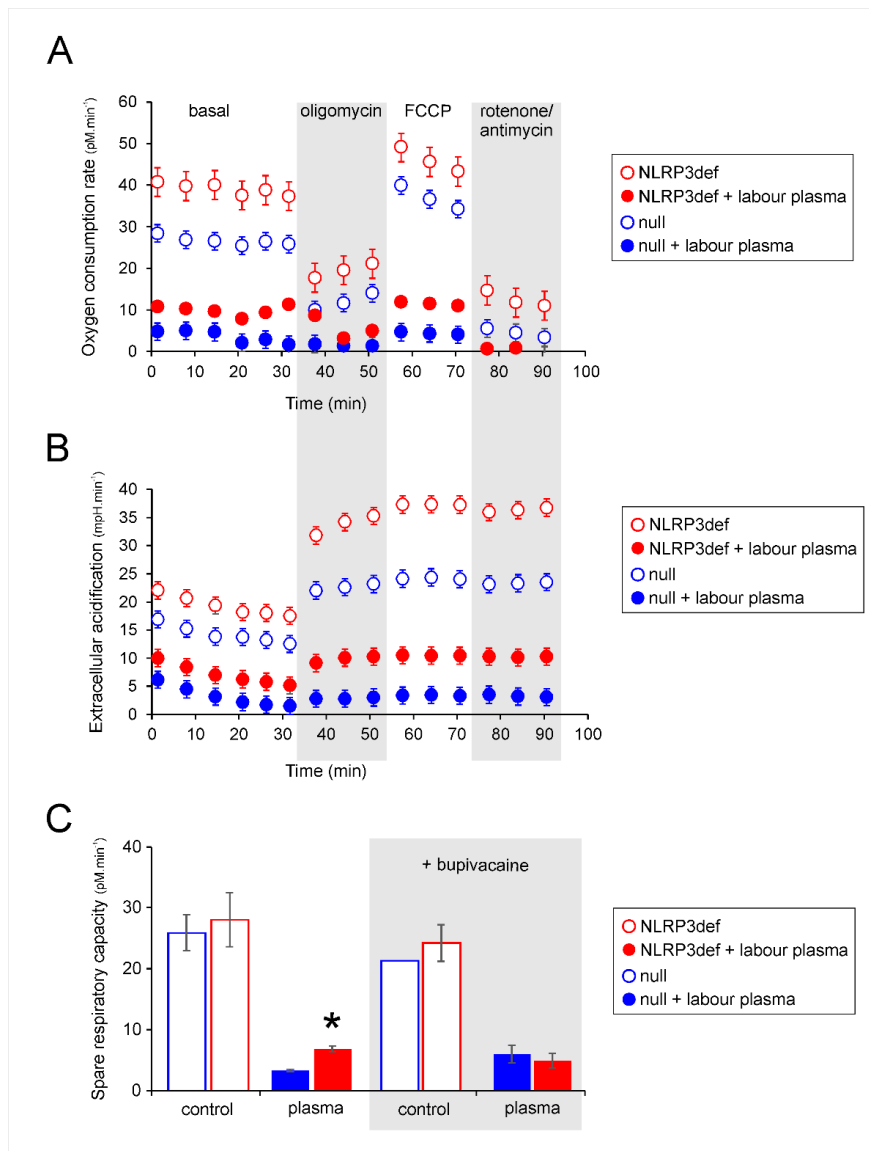 A
basal
oligomycin
FCCP
rotenone/
antimycin
Oxygen consumption rate (pM.min⁻¹)
60
50
40
30
20
10
0
0 10 20 30 40 50 60 70 80 90 100
Time (min)
NLRP3def
NLRP3def + labour plasma
null
null + labour plasma
B
Extracellular acidification (mpH.min⁻¹)
40
35
30
25
20
15
10
5
0
0 10 20 30 40 50 60 70 80 90 100
Time (min)
NLRP3def
NLRP3def + labour plasma
null
null + labour plasma
C
Spare respiratory capacity (pM.min⁻¹)
40
30
20
10
0
+ bupivacaine
*
control plasma control plasma
NLRP3def
NLRP3def + labour plasma
null
null + labour plasma